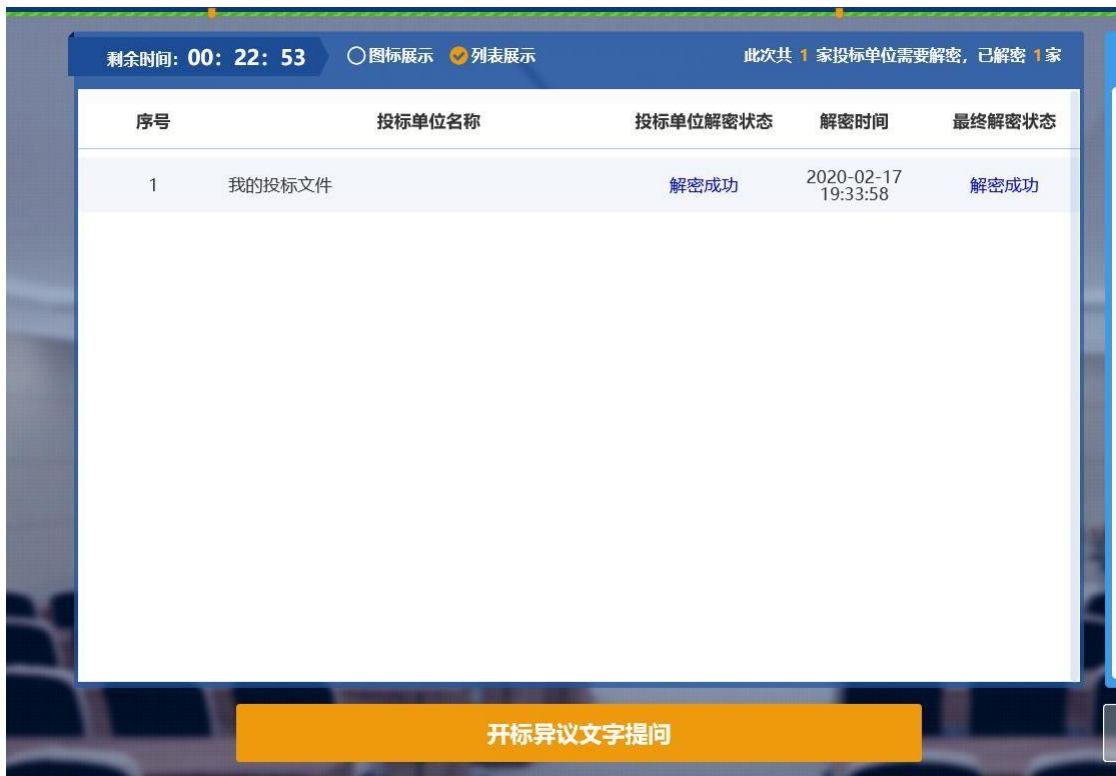 剩余时间：00：22：53 图标展示 列表展示 此次共 1 家投标单位需要解密，已解密 1家
序号 投标单位名称 投标单位解密状态 解密时间 最终解密状态
1 我的投标文件 解密成功 2020-02-17 19:33:58 解密成功
开标异议文字提问